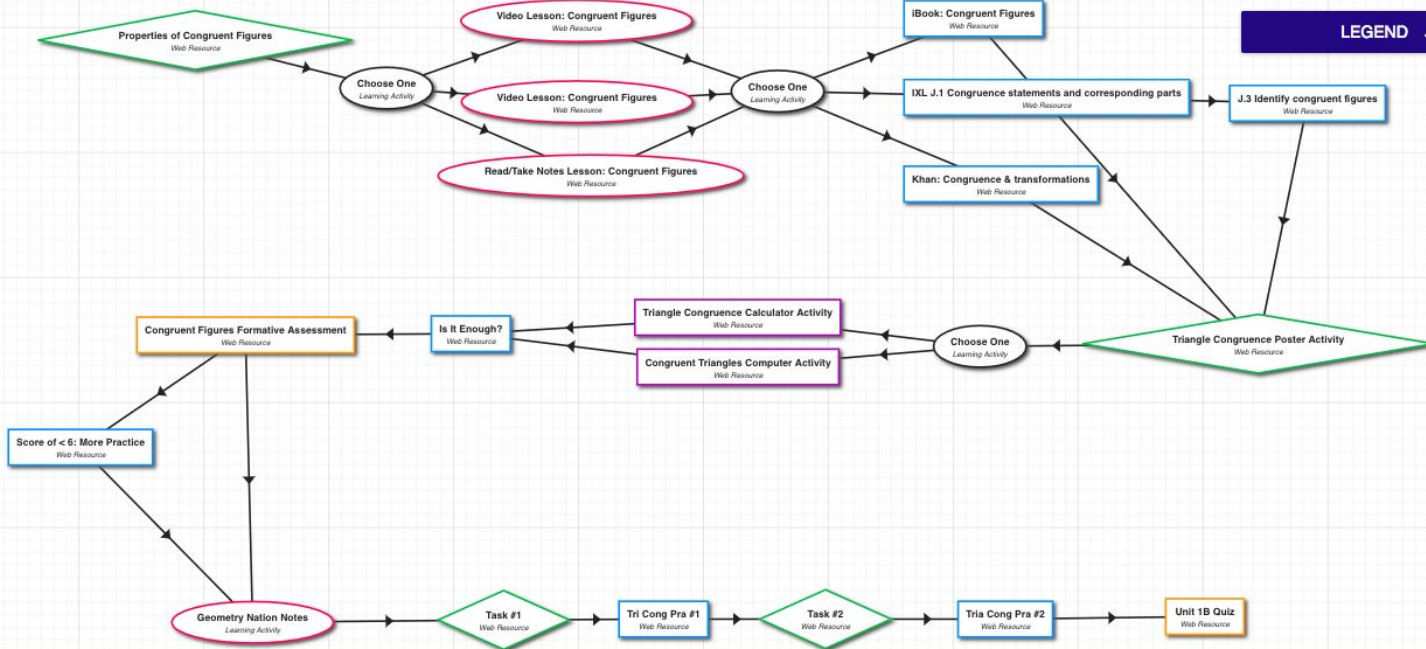 Properties of Congruent Figures
Web Resource
Choose One
Learning Activity
Video Lesson: Congruent Figures
Web Resource
Video Lesson: Congruent Figures
Web Resource
Read/Take Notes Lesson: Congruent Figures
Web Resource
Choose One
Learning Activity
iBook: Congruent Figures
Web Resource
IXL J.1 Congruence statements and corresponding parts
Web Resource
J.3 Identify congruent figures
Web Resource
Khan: Congruence & transformations
Web Resource
LEGEND
Triangle Congruence Poster Activity
Web Resource
Choose One
Learning Activity
Triangle Congruence Calculator Activity
Web Resource
Congruent Triangles Computer Activity
Web Resource
Is It Enough?
Web Resource
Congruent Figures Formative Assessment
Web Resource
Score of < 6: More Practice
Web Resource
Geometry Nation Notes
Learning Activity
Task #1
Web Resource
Tri Cong Pra #1
Web Resource
Task #2
Web Resource
Tria Cong Pra #2
Web Resource
Unit 1B Quiz
Web Resource